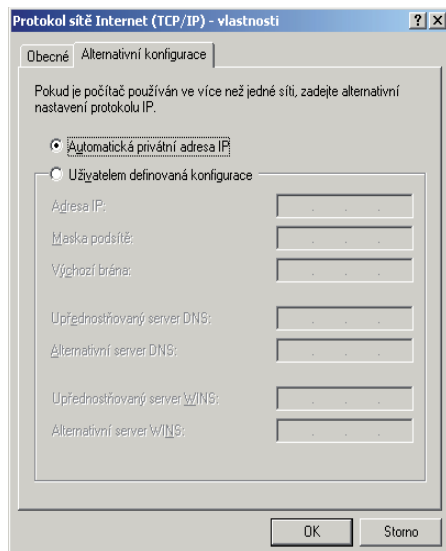 Protokol sítě Internet (TCP/IP) - vlastnosti
Obecné
Alternativní konfigurace
Pokud je počítač používán ve více než jedné síti, zadejte alternativní
nastavení protokolu IP.
Automatická privátní adresa IP
Uživatelem definovaná konfigurace
Adresa IP:
Maska podsítě:
Výchozí brána:
Upřednostňovaný server DNS:
Alternativní server DNS:
Upřednostňovaný server WINS:
Alternativní server WINS:
OK
Storno